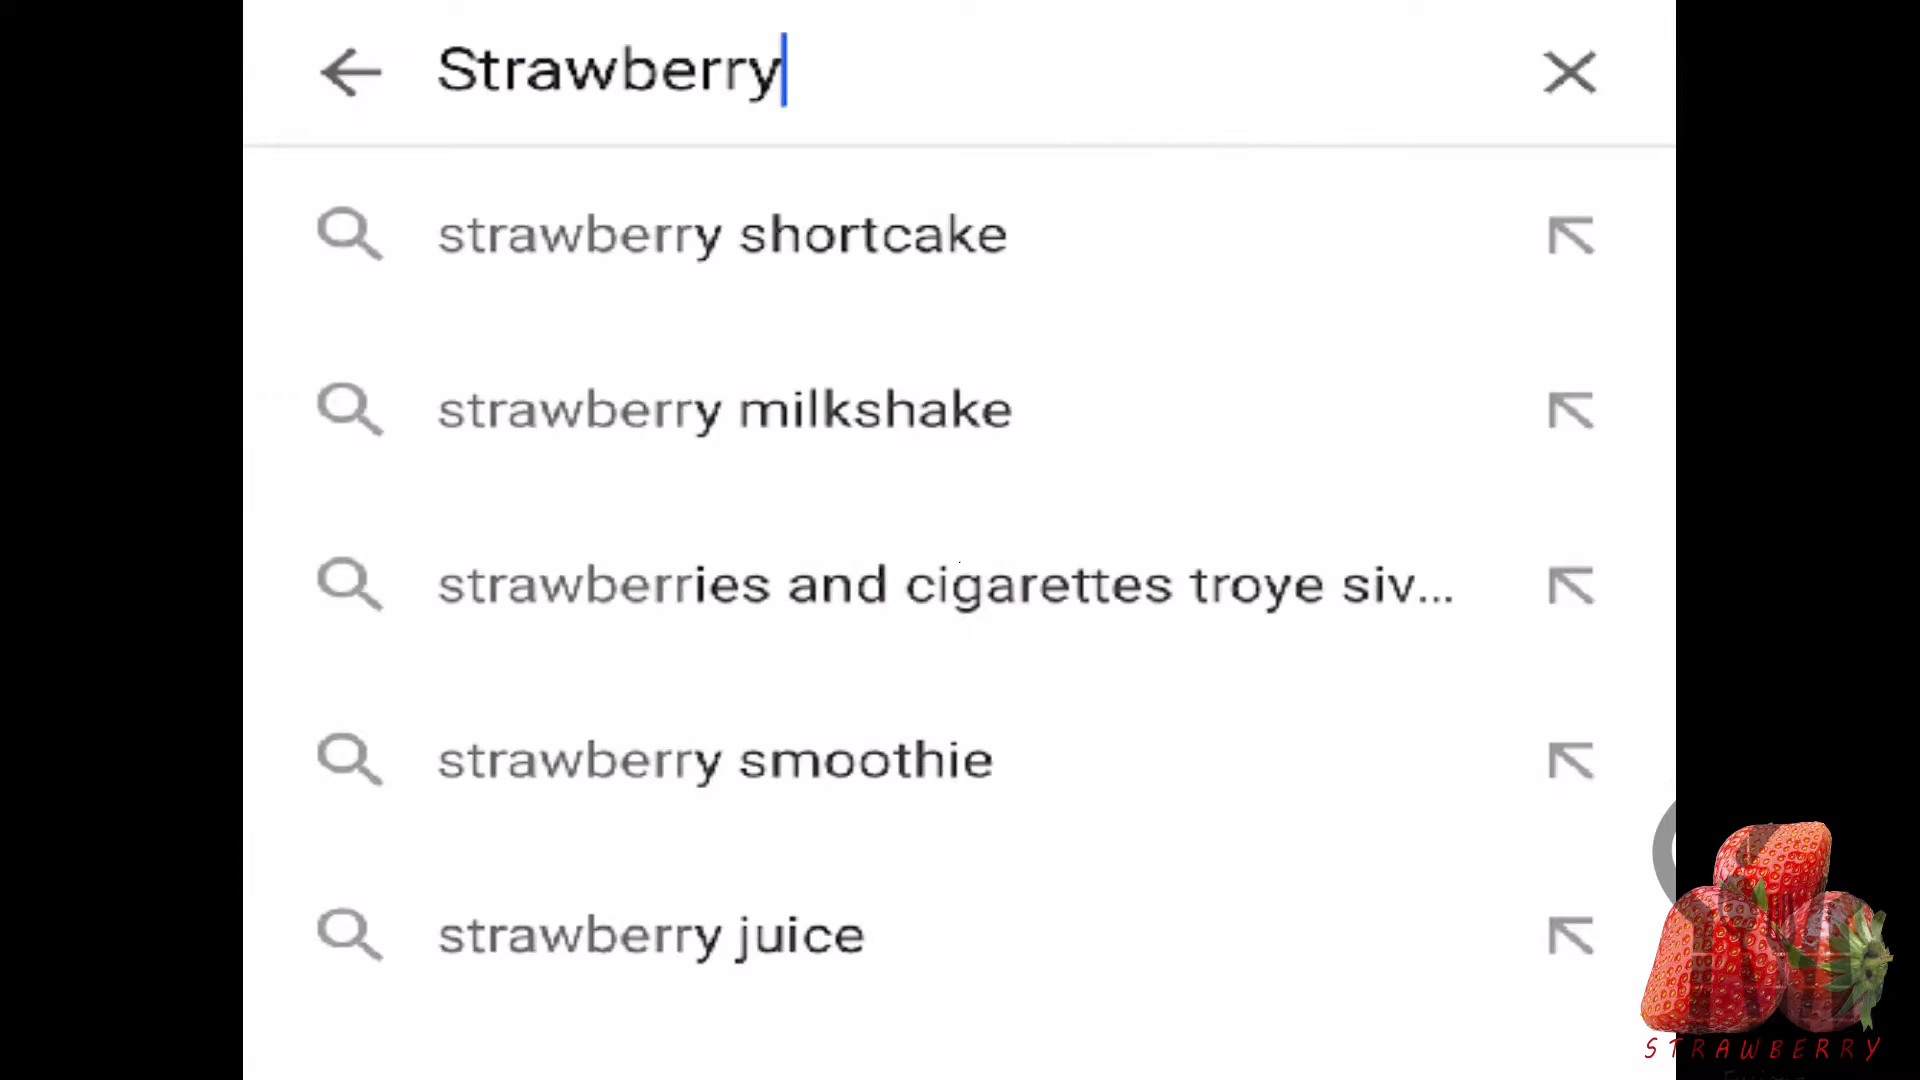 Strawberry
strawberry shortcake
strawberry milkshake
strawberries and cigarettes troye siv...
strawberry smoothie
strawberry juice
STRAWBERRY